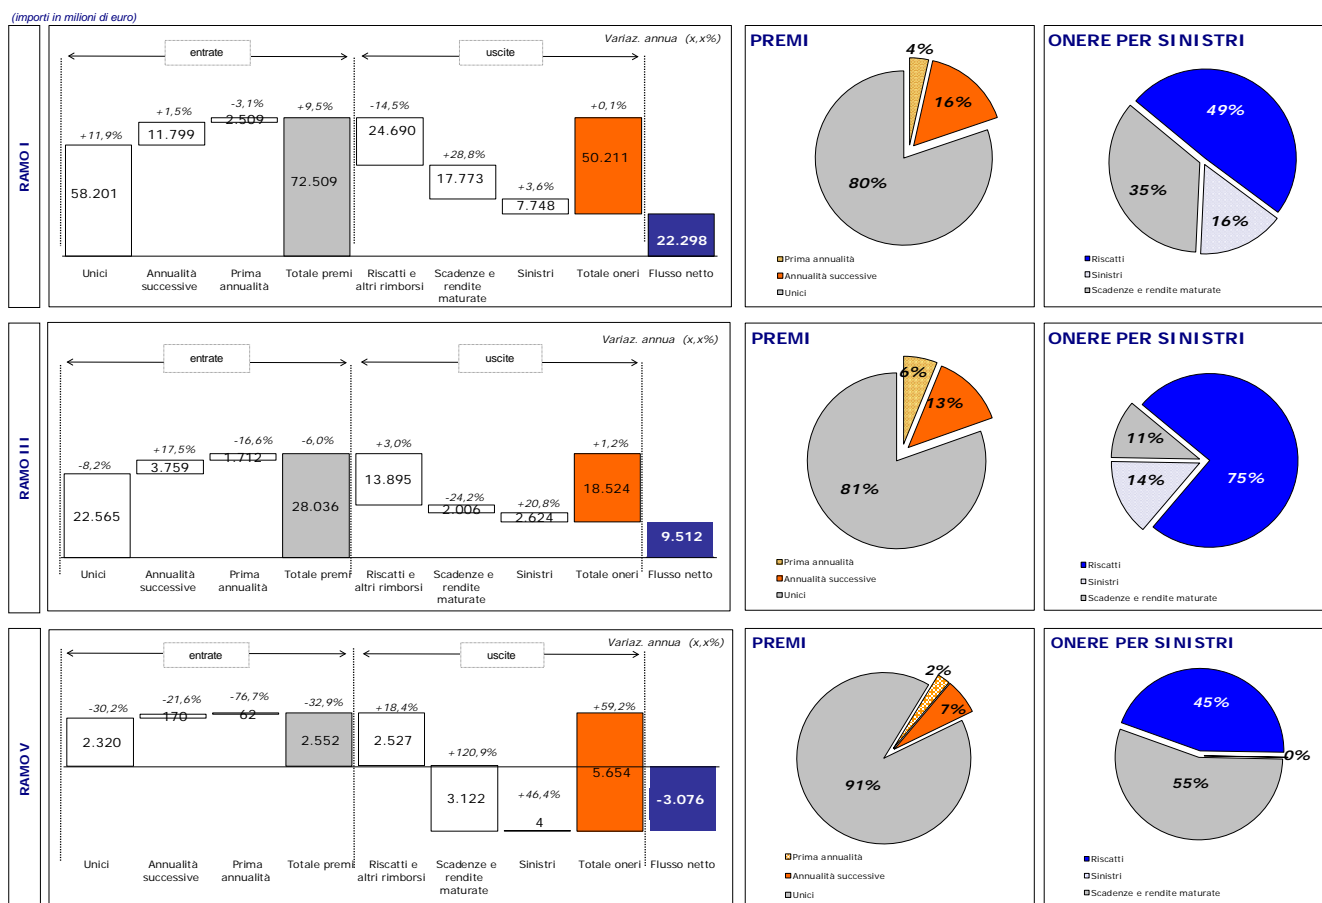 (importi in milioni di euro)
RAMO I
entrate
uscite
Variaz. annua (x,x%)
+11,9%
+1,5%
-3,1%
+9,5%
-14,5%
+28,8%
+3,6%
+0,1%
58.201
11.799
2.509
72.509
24.690
17.773
7.748
50.211
22.298
Unici
Annualità successive
Prima annualità
Totale premi
Riscatti e altri rimborsi
Scadenze e rendite maturate
Sinistri
Totale oneri
Flusso netto
PREMI
4%
16%
80%
Prima annualità
Annualità successive
Unici
ONERE PER SINISTRI
49%
35%
16%
Riscatti
Sinistri
Scadenze e rendite maturate
RAMO III
entrate
uscite
Variaz. annua (x,x%)
-8,2%
+17,5%
-16,6%
-6,0%
+3,0%
-24,2%
+20,8%
+1,2%
22.565
3.759
1.712
28.036
13.895
2.006
2.624
18.524
9.512
Unici
Annualità successive
Prima annualità
Totale premi
Riscatti e altri rimborsi
Scadenze e rendite maturate
Sinistri
Totale oneri
Flusso netto
PREMI
6%
13%
81%
Prima annualità
Annualità successive
Unici
ONERE PER SINISTRI
11%
14%
75%
Riscatti
Sinistri
Scadenze e rendite maturate
RAMO V
entrate
uscite
Variaz. annua (x,x%)
-30,2%
-21,6%
-76,7%
-32,9%
+18,4%
+120,9%
+46,4%
+59,2%
2.320
170
62
2.552
2.527
3.122
4
5.654
-3.076
Unici
Annualità successive
Prima annualità
Totale premi
Riscatti e altri rimborsi
Scadenze e rendite maturate
Sinistri
Totale oneri
Flusso netto
PREMI
2%
7%
91%
Prima annualità
Annualità successive
Unici
ONERE PER SINISTRI
45%
0%
55%
Riscatti
Sinistri
Scadenze e rendite maturate